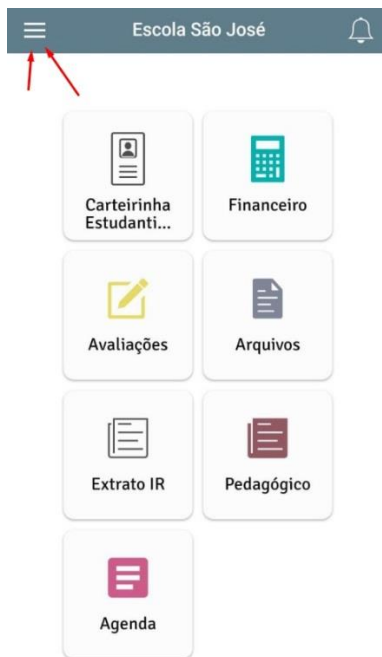 Escola São José
Carteirinha
Estudanti...
Financeiro
Avaliações
Arquivos
Extrato IR
Pedagógico
Agenda